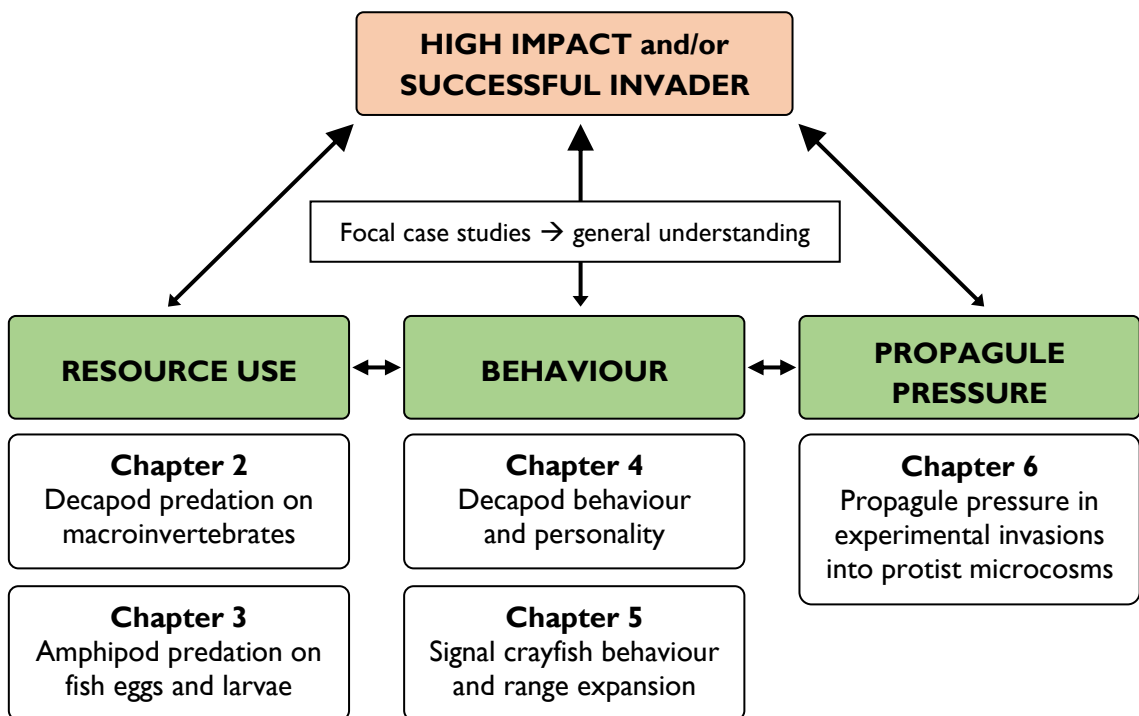 HIGH IMPACT and/or
SUCCESSFUL INVADER
Focal case studies → general understanding
RESOURCE USE
BEHAVIOUR
PROPAGULE
PRESSURE
Chapter 2
Decapod predation on
macroinvertebrates
Chapter 4
Decapod behaviour
and personality
Chapter 6
Propagule pressure in
experimental invasions
into protist microcosms
Chapter 3
Amphipod predation on
fish eggs and larvae
Chapter 5
Signal crayfish behaviour
and range expansion